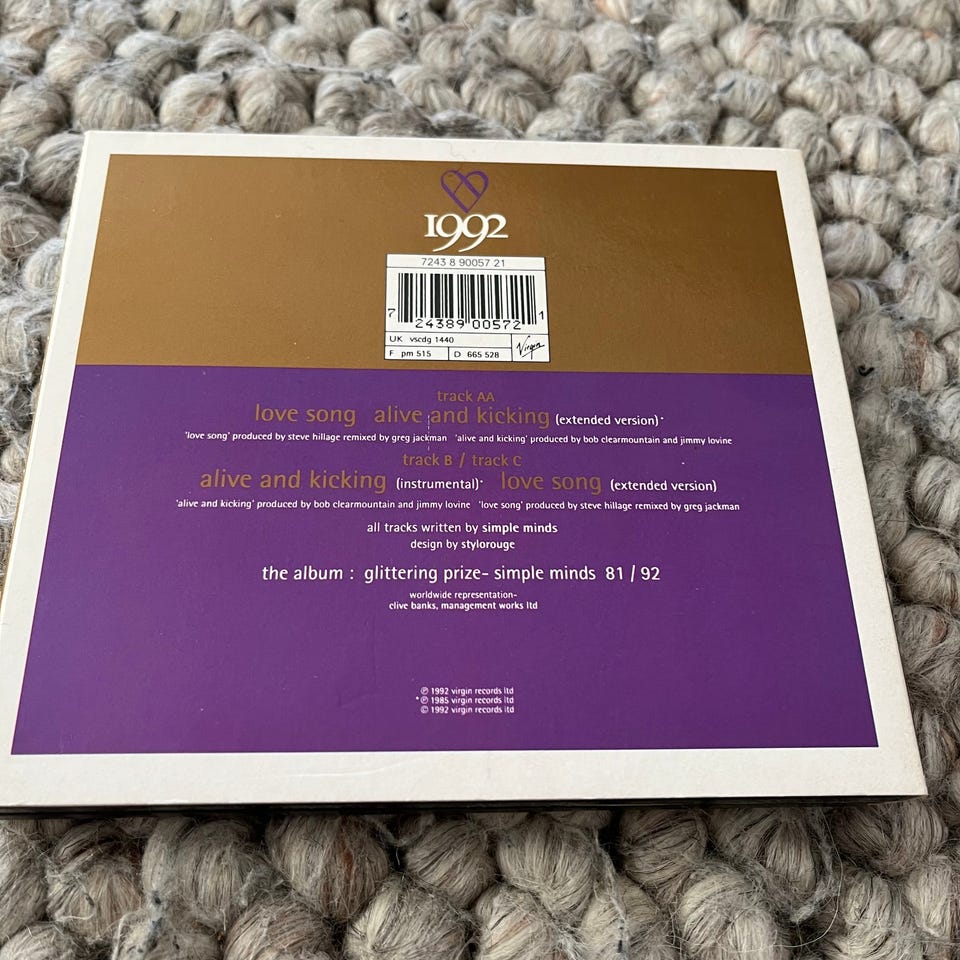 1992
7243 8 90057 21
7 24389 00572 1
UK vscdg 1440
F pm 515 D 665 528 Virgin
track AA
love song alive and kicking (extended version)*
'love song' produced by steve hillage remixed by greg jackman 'alive and kicking' produced by bob clearmountain and jimmy lovine
track B / track C
alive and kicking (instrumental)* love song (extended version)
'alive and kicking' produced by bob clearmountain and jimmy lovine 'love song' produced by steve hillage remixed by greg jackman
all tracks written by simple minds
design by stylorouge
the album : glittering prize- simple minds 81 / 92
worldwide representation-
clive banks, management works ltd
℗ 1992 virgin records ltd
*℗ 1985 virgin records ltd
© 1992 virgin records ltd